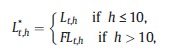 L*t,h = { Lt,h if h ≤ 10,
FLt,h if h > 10,